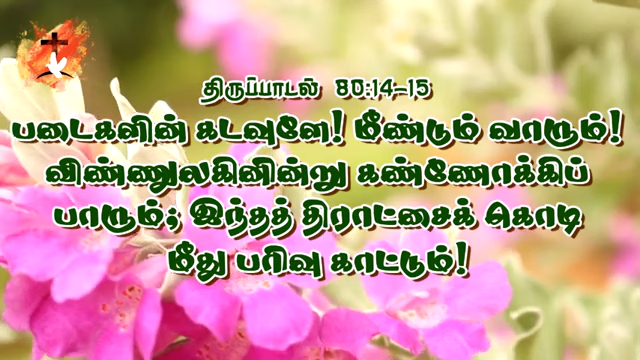 திருப்பாடல் 80:14-15
படைகளின் கடவுளே! மீண்டும் வாரும்!
விண்ணுலகினின்று கண்ணோக்கிப்
பாரும்; இந்தத் திராட்சைக் கொடி
மீது பரிவு காட்டும்!